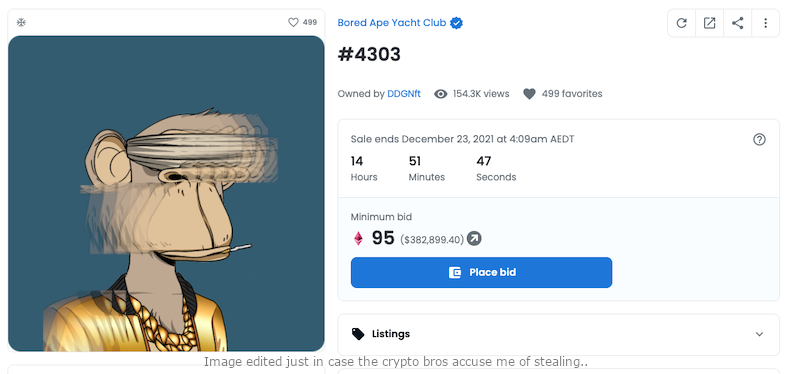 499
Bored Ape Yacht Club
#4303
Owned by DDGNft 154.3K views 499 favorites
Sale ends December 23, 2021 at 4:09am AEDT
14 51 47
Hours Minutes Seconds
Minimum bid
95 ($382,899.40)
Place bid
Listings
Image edited just in case the crypto bros accuse me of stealing..